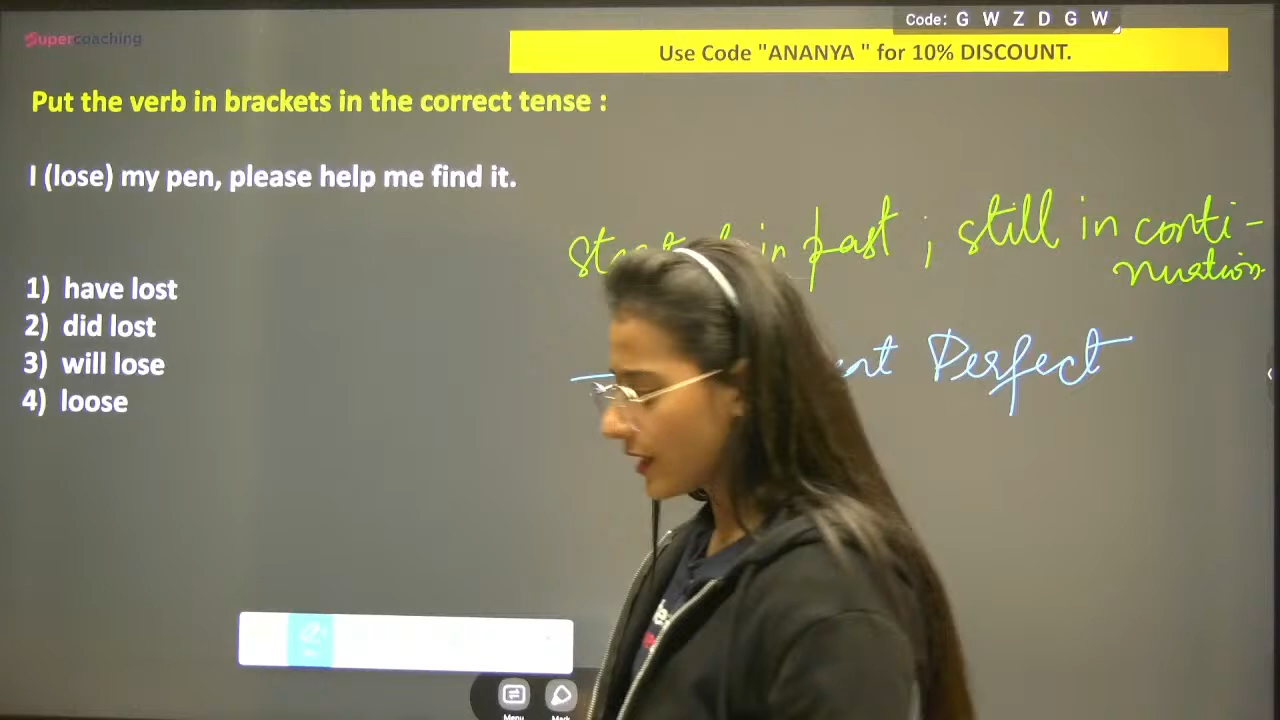 Code: G W Z D G W
Supercoaching
Use Code "ANANYA " for 10% DISCOUNT.
Put the verb in brackets in the correct tense :
I (lose) my pen, please help me find it.
in past ; still in conti-
nuation
Perfect
1) have lost
2) did lost
3) will lose
4) loose
Menu